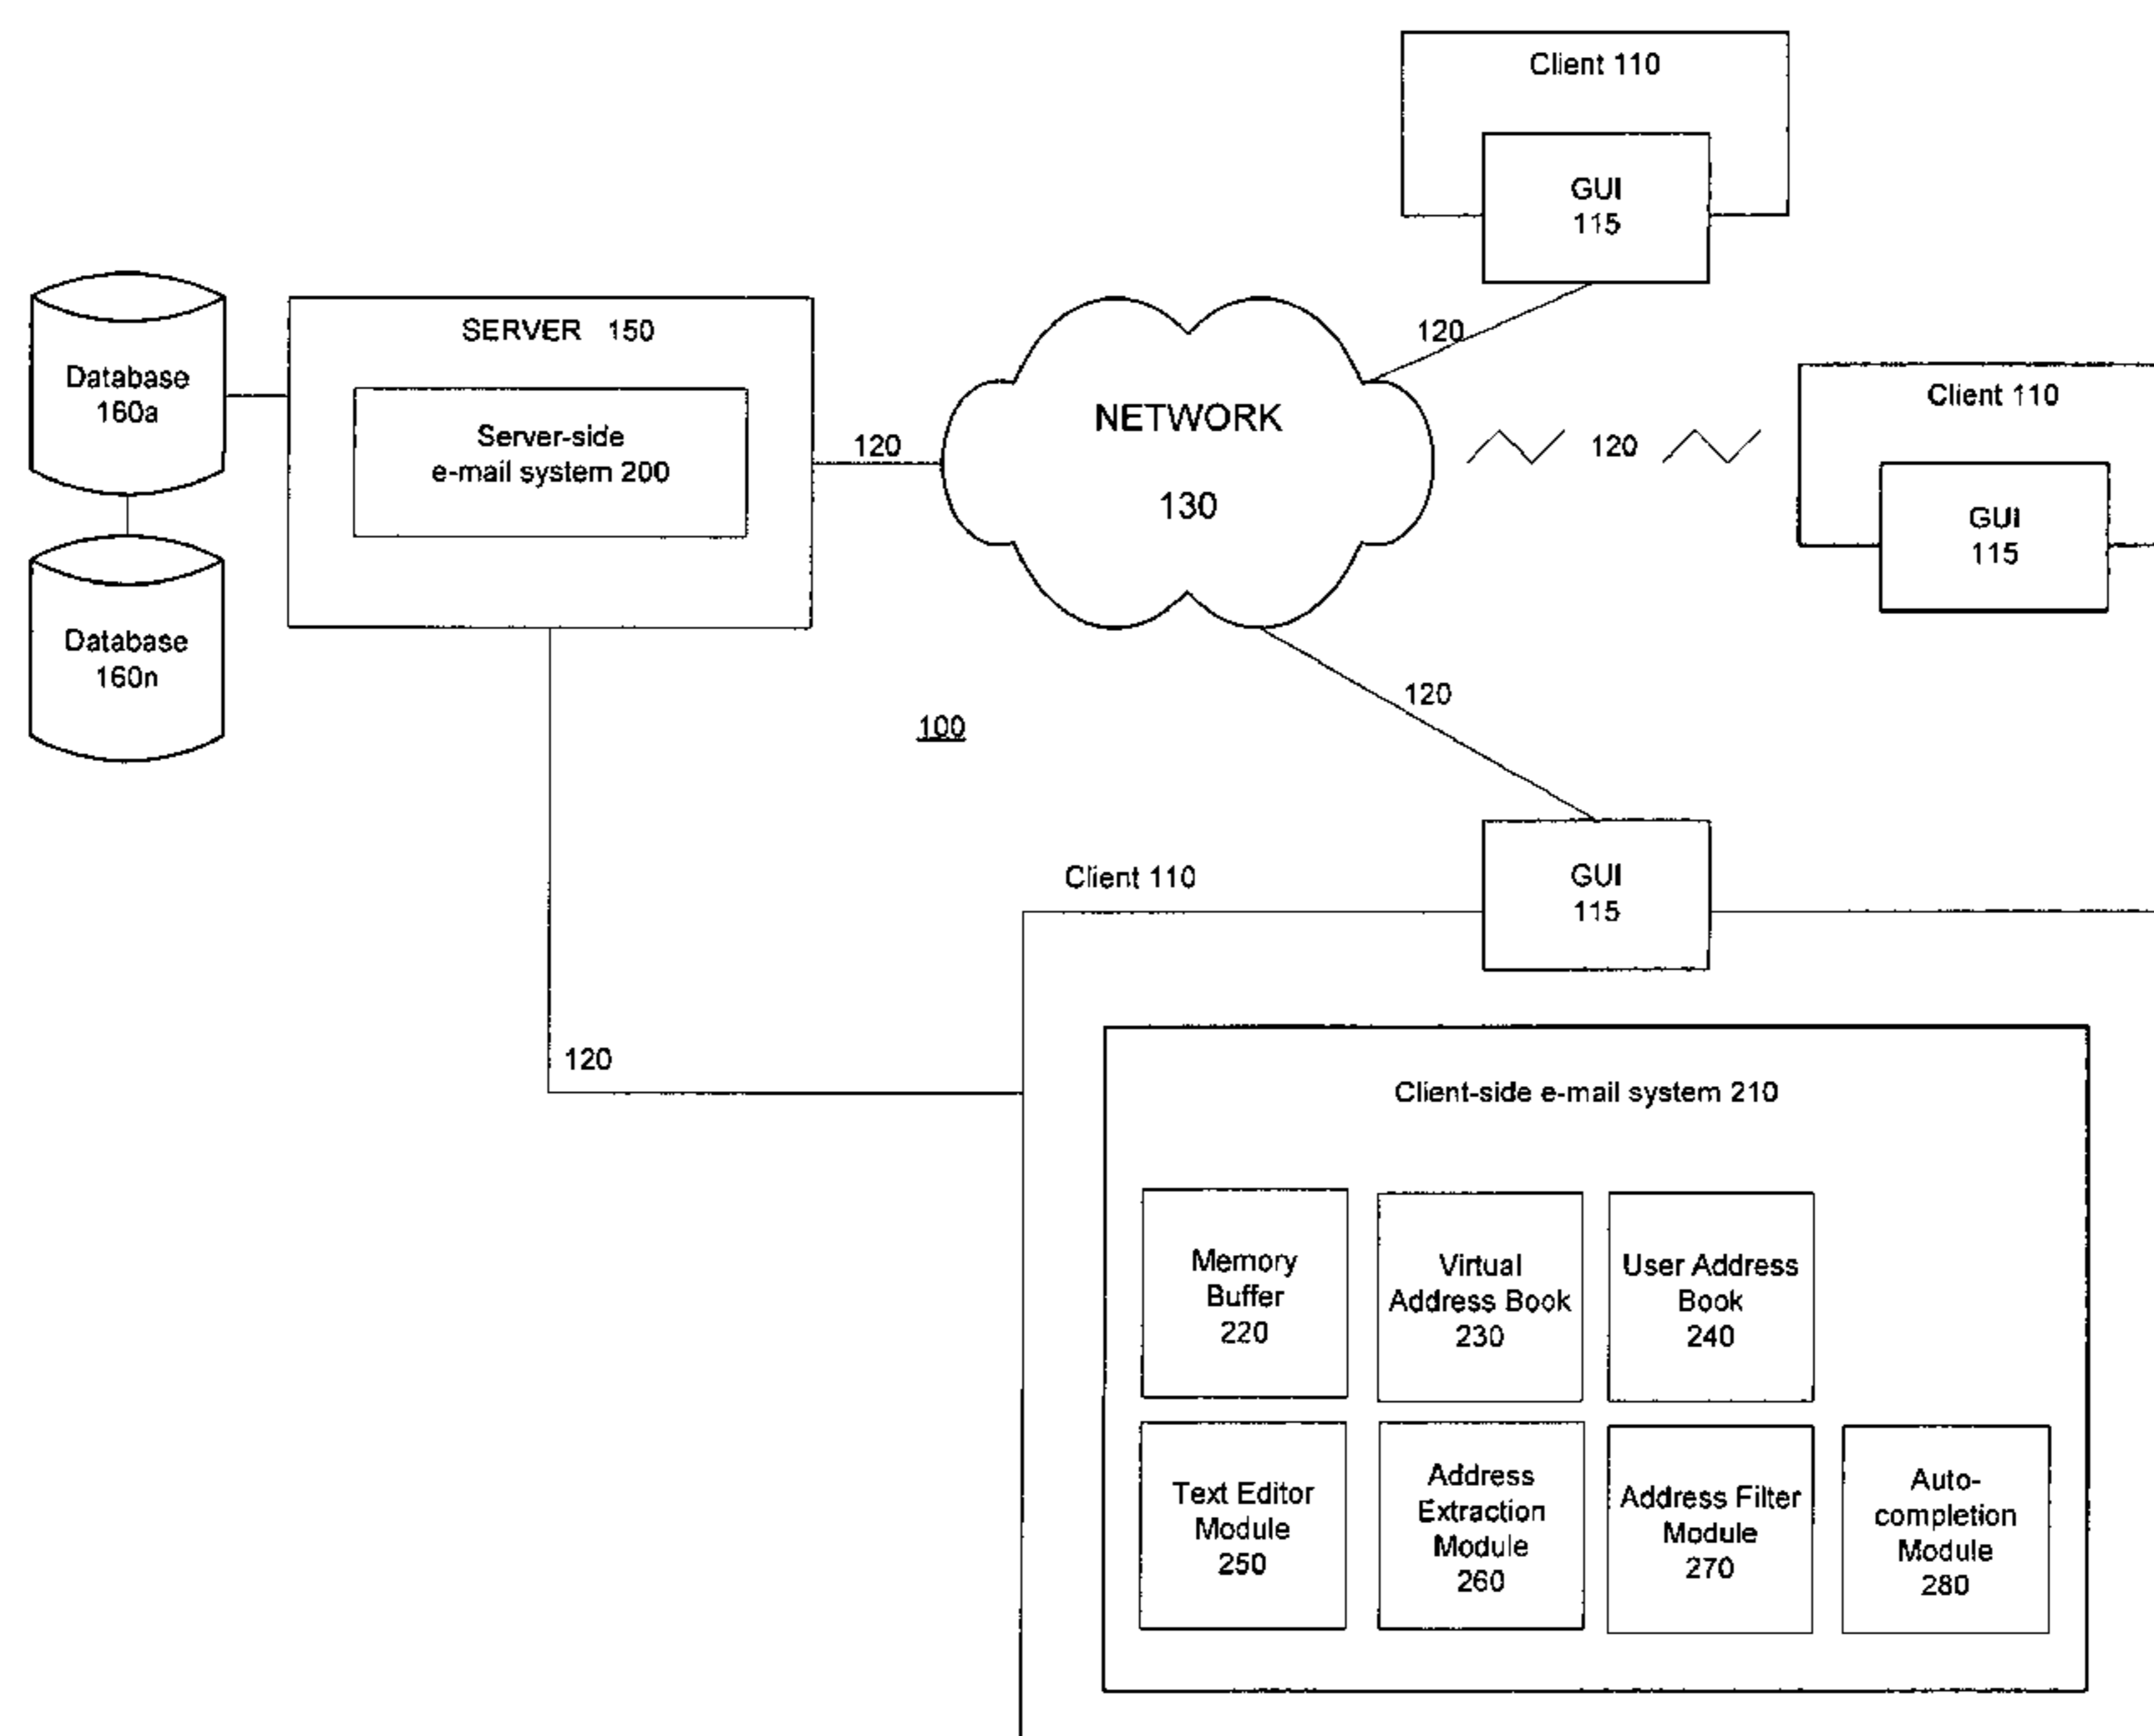 Client 110
GUI
115
SERVER 150
Database
160a
Server-side
e-mail system 200
120
NETWORK
130
120
120
Client 110
GUI
115
Database
160n
120
100
Client 110
GUI
115
120
Client-side e-mail system 210
Memory
Buffer
220
Virtual
Address Book
230
User Address
Book
240
Text Editor
Module
250
Address
Extraction
Module
260
Address Filter
Module
270
Auto-
completion
Module
280